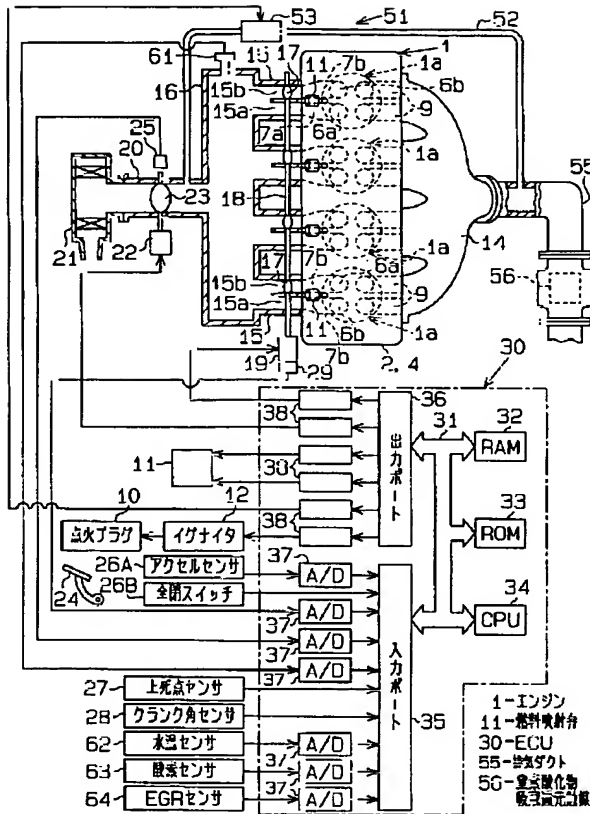 53
51
52
61
15
17
1
16
15b
11
7b
1a
6b
15a
9
7a
6a
25
20
1a
23
18
55
21
22
7b
1a
14
17
6a
56
15b
9
15a
11
6b
1a
15
19
29
7b
2,4
30
36
31
32
38
RAM
出力ポート
11
38
33
ROM
10
12
38
点火プラグ
イグナイタ
37
26A
アクセルセンサ
A/D
34
24
26B
全閉スイッチ
CPU
37
A/D
37
A/D
37
A/D
入力ポート
27
上死点センサ
35
28
クランク角センサ
62
水温センサ
A/D
37
63
酸素センサ
A/D
37
64
EGRセンサ
A/D
1-エンジン
11-燃料噴射
30-ECU
55-ダクト
窒素酸化物